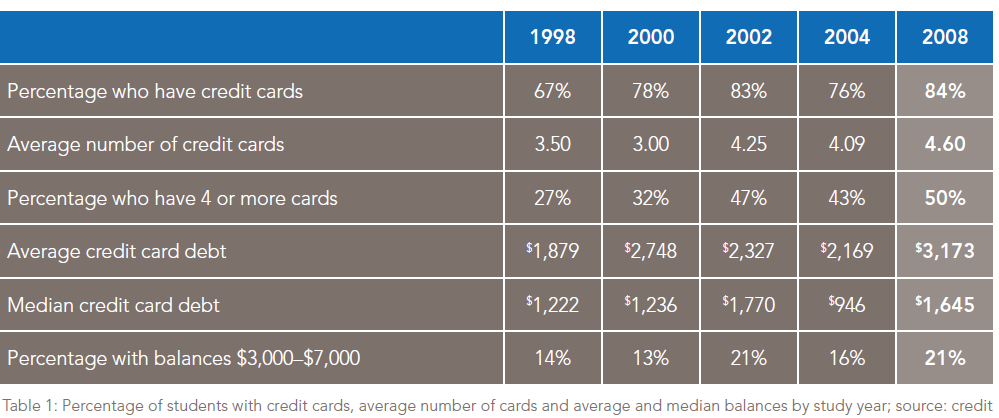 1998 2000 2002 2004 2008
Percentage who have credit cards 67% 78% 83% 76% 84%
Average number of credit cards 3.50 3.00 4.25 4.09 4.60
Percentage who have 4 or more cards 27% 32% 47% 43% 50%
Average credit card debt $1,879 $2,748 $2,327 $2,169 $3,173
Median credit card debt $1,222 $1,236 $1,770 $946 $1,645
Percentage with balances $3,000–$7,000 14% 13% 21% 16% 21%
Table 1: Percentage of students with credit cards, average number of cards and average and median balances by study year; source: credit